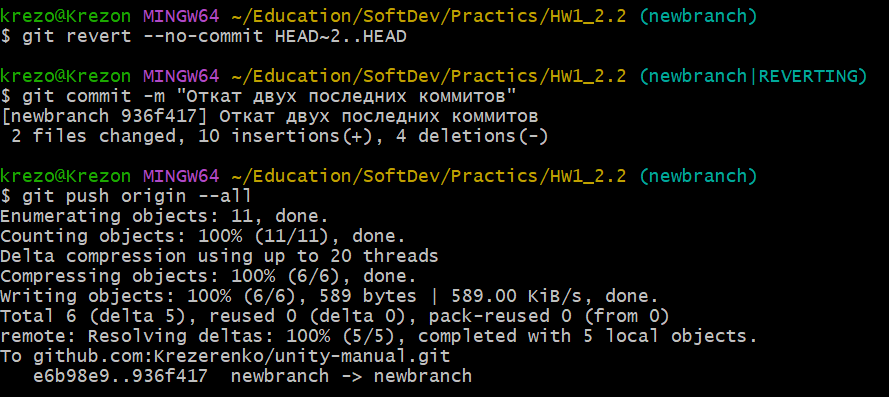 krezo@Krezon MINGW64 ~/Education/SoftDev/Practics/HW1_2.2 (newbranch)
$ git revert --no-commit HEAD~2..HEAD
krezo@Krezon MINGW64 ~/Education/SoftDev/Practics/HW1_2.2 (newbranch|REVERTING)
$ git commit -m "Откат двух последних коммитов"
[newbranch 936f417] Откат двух последних коммитов
 2 files changed, 10 insertions(+), 4 deletions(-)
krezo@Krezon MINGW64 ~/Education/SoftDev/Practics/HW1_2.2 (newbranch)
$ git push origin --all
Enumerating objects: 11, done.
Counting objects: 100% (11/11), done.
Delta compression using up to 20 threads
Compressing objects: 100% (6/6), done.
Writing objects: 100% (6/6), 589 bytes | 589.00 KiB/s, done.
Total 6 (delta 5), reused 0 (delta 0), pack-reused 0 (from 0)
remote: Resolving deltas: 100% (5/5), completed with 5 local objects.
To github.com:Krezerenko/unity-manual.git
   e6b98e9..936f417  newbranch -> newbranch